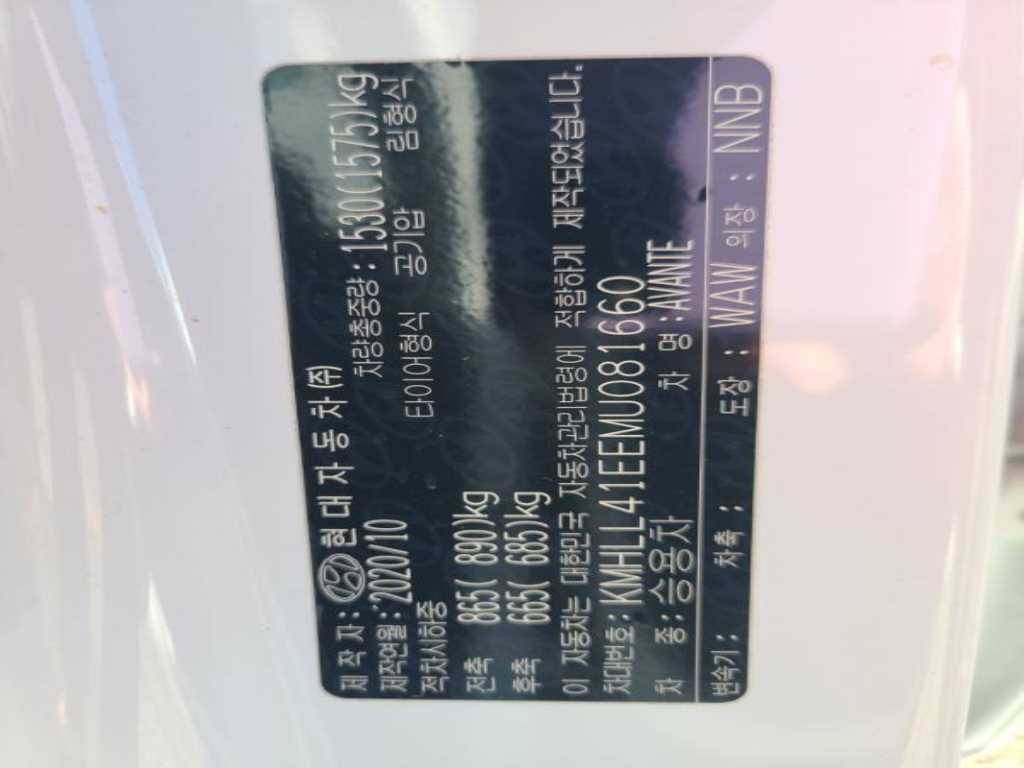 제 작 자 : 현대자동차(주)
제작연월 : 2020/10 차량총중량 : 1530(1575)kg
적차시하중 타이어형식 공기압 림형식
전축 865( 890)kg
후축 665( 685)kg
이 자동차는 대한민국 자동차관리법령에 적합하게 제작되었습니다.
차대번호 : KMHLL41EEMU081660
차 종 : 승용차 차 명 : AVANTE
변속기 : 차축 : 도장 : WAW 의장 : NNB